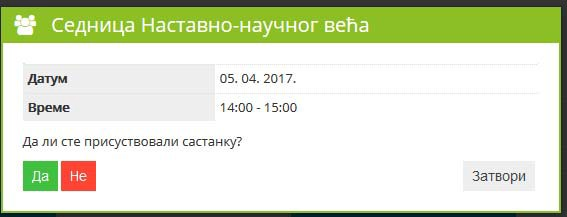 Седница Наставно-научног већа
Датум 05. 04. 2017.
Време 14:00 - 15:00
Да ли сте присуствовали састанку?
Да Не Затвори